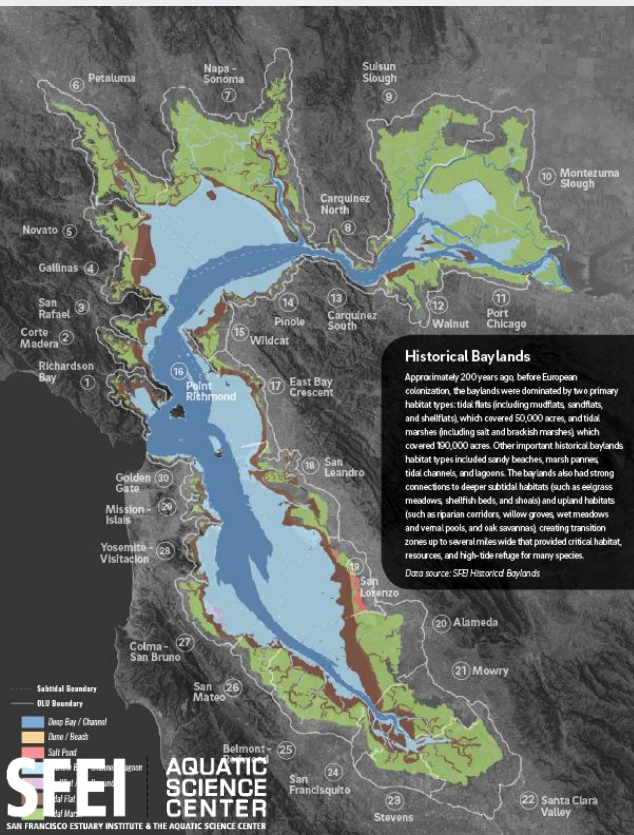 6
Petaluma
Napa -
Sonoma
7
Suisun
Slough
9
10
Montezuma
Slough
Carquinez
North
8
Novato 5
Gallinas 4
San
Rafael 3
Corte
Madera 2
Richardson
Bay
1
14
Pinole
13
Carquinez
South
12
Walnut
11
Port
Chicago
15
Wildcat
16
Point
Richmond
17
East Bay
Crescent
Historical Baylands
Approximately 200 years ago, before European
colonization, the baylands were dominated by two primary
habitat types: tidal flats (including mudflats, sandflats,
and shellflats), which covered 50,000 acres, and tidal
marshes (including salt and brackish marshes), which
covered 190,000 acres. Other important historical baylands
habitat types included sandy beaches, marsh pannes,
tidal channels, and lagoons. The baylands also had strong
connections to deeper subtidal habitats (such as eelgrass
meadows, shellfish beds, and shoals) and upland habitats
(such as riparian corridors, willow groves, wet meadows
and vernal pools, and oak savannas), creating transition
zones up to several miles wide that provided critical habitat,
resources, and high-tide refuge for many species.
Data source: SFEI Historical Baylands
18
San
Leandro
Golden
Gate
30
Mission -
Islais
29
Yosemite -
Visitacion
28
19
San
Lorenzo
20 Alameda
27
Colma -
San Bruno
21 Mowry
San
Mateo
26
Belmont -
25
24
San
Francisquito
23
Stevens
22
Santa Clara
Valley
Subtidal Boundary
OLU Boundary
Deep Bay / Channel
Dune / Beach
Salt Pond
SFEI
AQUATIC
SCIENCE
CENTER
SAN FRANCISCO ESTUARY INSTITUTE & THE AQUATIC SCIENCE CENTER